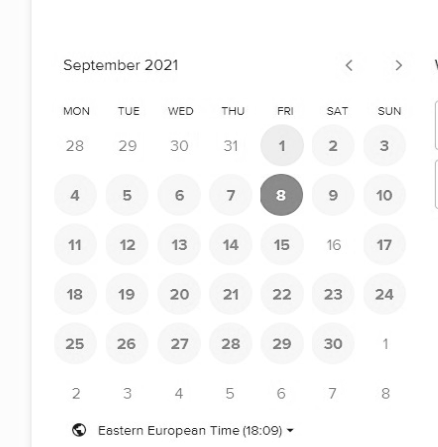 September 2021
MON TUE WED THU FRI SAT SUN
28 29 30 31 1 2 3
4 5 6 7 8 9 10
11 12 13 14 15 16 17
18 19 20 21 22 23 24
25 26 27 28 29 30 1
2 3 4 5 6 7 8
Eastern European Time (18:09)